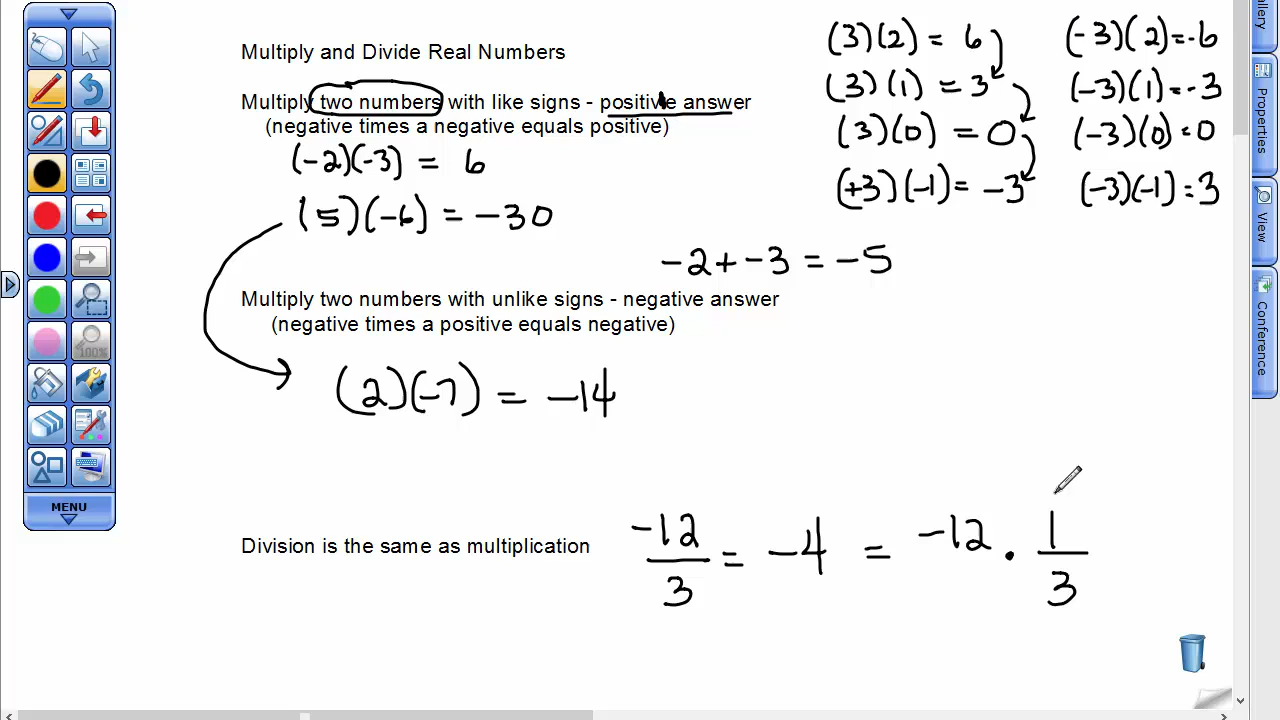 Multiply and Divide Real Numbers
Multiply two numbers with like signs - positive answer
(negative times a negative equals positive)
(-2)(-3) = 6
(5)(-6) = -30
(3)(2) = 6
(3)(1) = 3
(3)(0) = 0
(+3)(-1) = -3
(-3)(2)=-6
(-3)(1)=-3
(-3)(0)=0
(-3)(-1)=3
-2+-3=-5
Multiply two numbers with unlike signs - negative answer
(negative times a positive equals negative)
(2)(-7) = -14
Division is the same as multiplication
-12/3 = -4 = -12 · 1/3
MENU
100%
Properties
View
Conference